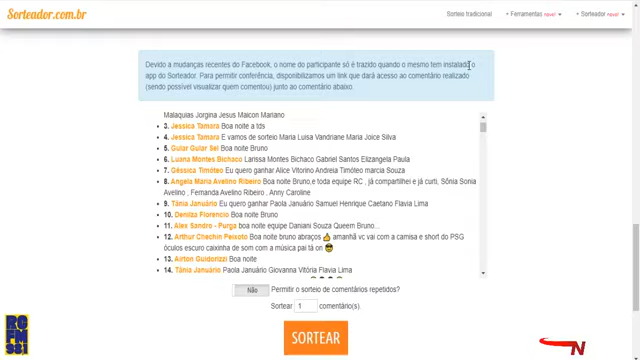 Sorteador.com.br
Sorteio tradicional
+ Ferramentas novo!
+ Sorteador novo!
Devido a mudanças recentes do Facebook, o nome do participante só é trazido quando o mesmo tem instalado o
app do Sorteador. Para permitir conferência, disponibilizamos um link que dará acesso ao comentário realizado
(sendo possível visualizar quem comentou) junto ao comentário abaixo.
Malaquias Jorgina Jesus Maicon Mariano
3. Jessica Tamara Boa noite a tds
4. Jessica Tamara E vamos de sorteio Maria Luisa Vandriane Maria Joice Silva
5. Guiar Guiar Sei Boa noite Bruno
6. Luana Montes Bichaco Larissa Montes Gabriel Santos Elizangela Paula
7. Géssica Timóteo Eu quero ganhar Alice Vitorino Andreia Timóteo marcia Souza
8. Angela Maria Avelino Ribeiro Boa noite Bruno,e toda equipe RC , já compartilhei e já curti, Sônia Sonia
Avelino , Fernanda Avelino Ribeiro , Anny Caroline
9. Tânia Januário Eu quero ganhar Paola Januário Samuel Henrique Caetano Flavia Lima
10. Denilza Florencio Boa noite Bruno
11. Alex Sandro - Purga boa noite equipe Daniani Souza Queem Bruno...
12. Arthur Chechin Peixoto Boa noite Bruno abraços 👍 amanhã vc vai com a camisa e short do PSG
óculos escuro caixinha de som com a música pai tá on 😎
13. Airton Guidorizzi Boa noite
14. Tânia Januário Paola Januário Giovanna Vitória Flavia Lima
Não Permitir o sorteio de comentários repetidos?
Sortear 1 comentário(s).
SORTEAR
N